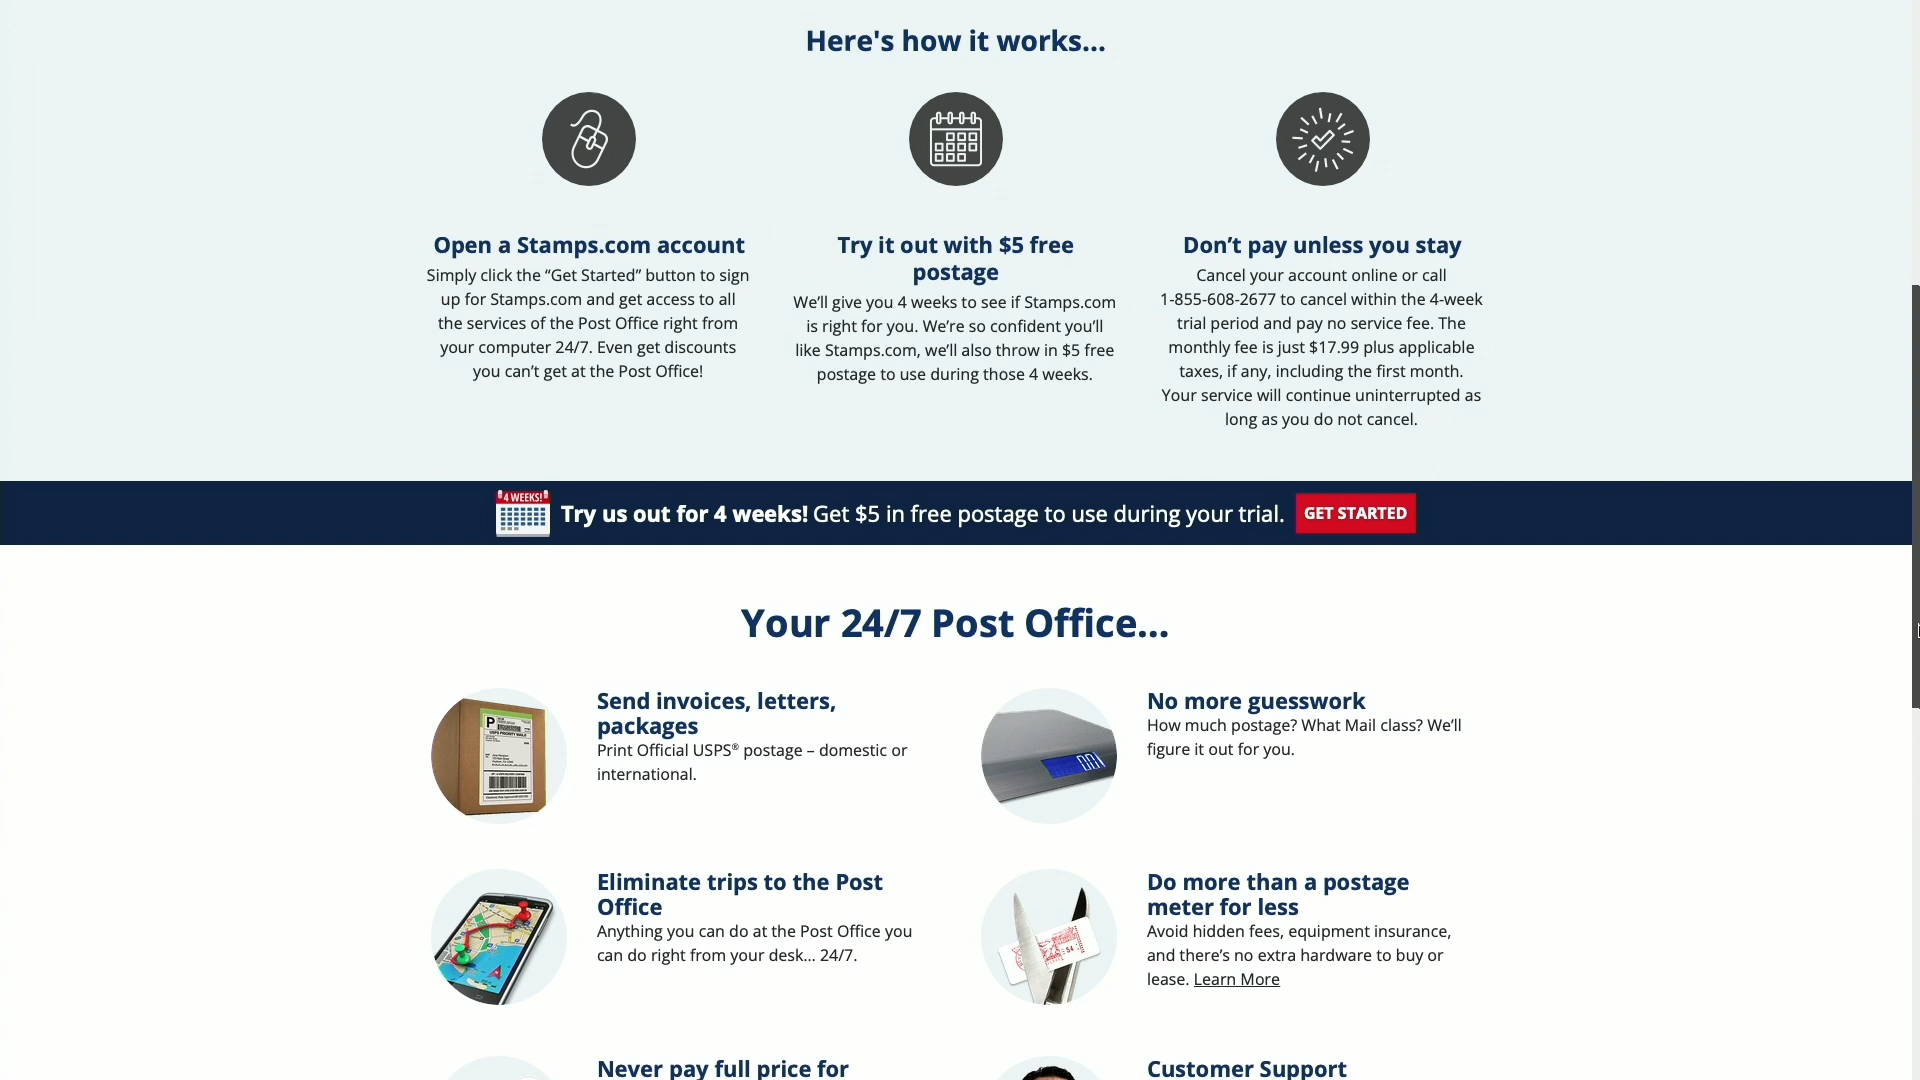 Here's how it works...
Open a Stamps.com account
Simply click the “Get Started” button to sign
up for Stamps.com and get access to all
the services of the Post Office right from
your computer 24/7. Even get discounts
you can’t get at the Post Office!
Try it out with $5 free
postage
We’ll give you 4 weeks to see if Stamps.com
is right for you. We’re so confident you’ll
like Stamps.com, we’ll also throw in $5 free
postage to use during those 4 weeks.
Don’t pay unless you stay
Cancel your account online or call
1-855-608-2677 to cancel within the 4-week
trial period and pay no service fee. The
monthly fee is just $17.99 plus applicable
taxes, if any, including the first month.
Your service will continue uninterrupted as
long as you do not cancel.
4 WEEKS!
Try us out for 4 weeks! Get $5 in free postage to use during your trial.
GET STARTED
Your 24/7 Post Office...
P
USPS PRIORITY MAIL
Send invoices, letters,
packages
Print Official USPS® postage – domestic or
international.
No more guesswork
How much postage? What Mail class? We’ll
figure it out for you.
Eliminate trips to the Post
Office
Anything you can do at the Post Office you
can do right from your desk... 24/7.
Do more than a postage
meter for less
Avoid hidden fees, equipment insurance,
and there’s no extra hardware to buy or
lease. Learn More
Never pay full price for
Customer Support